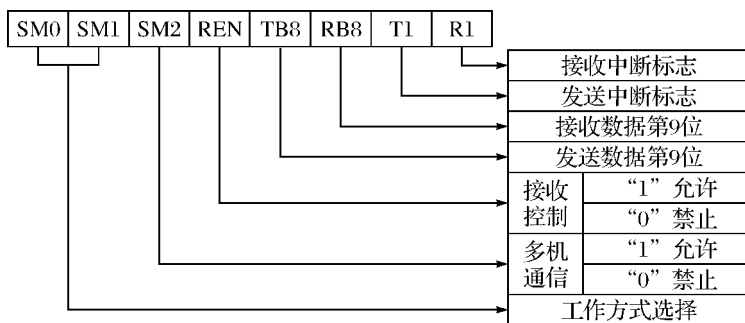 SM0 SM1 SM2 REN TB8 RB8 T1 R1
接收中断标志
发送中断标志
接收数据第9位
发送数据第9位
接收控制
“1”允许
“0”禁止
多机通信
“1”允许
“0”禁止
工作方式选择